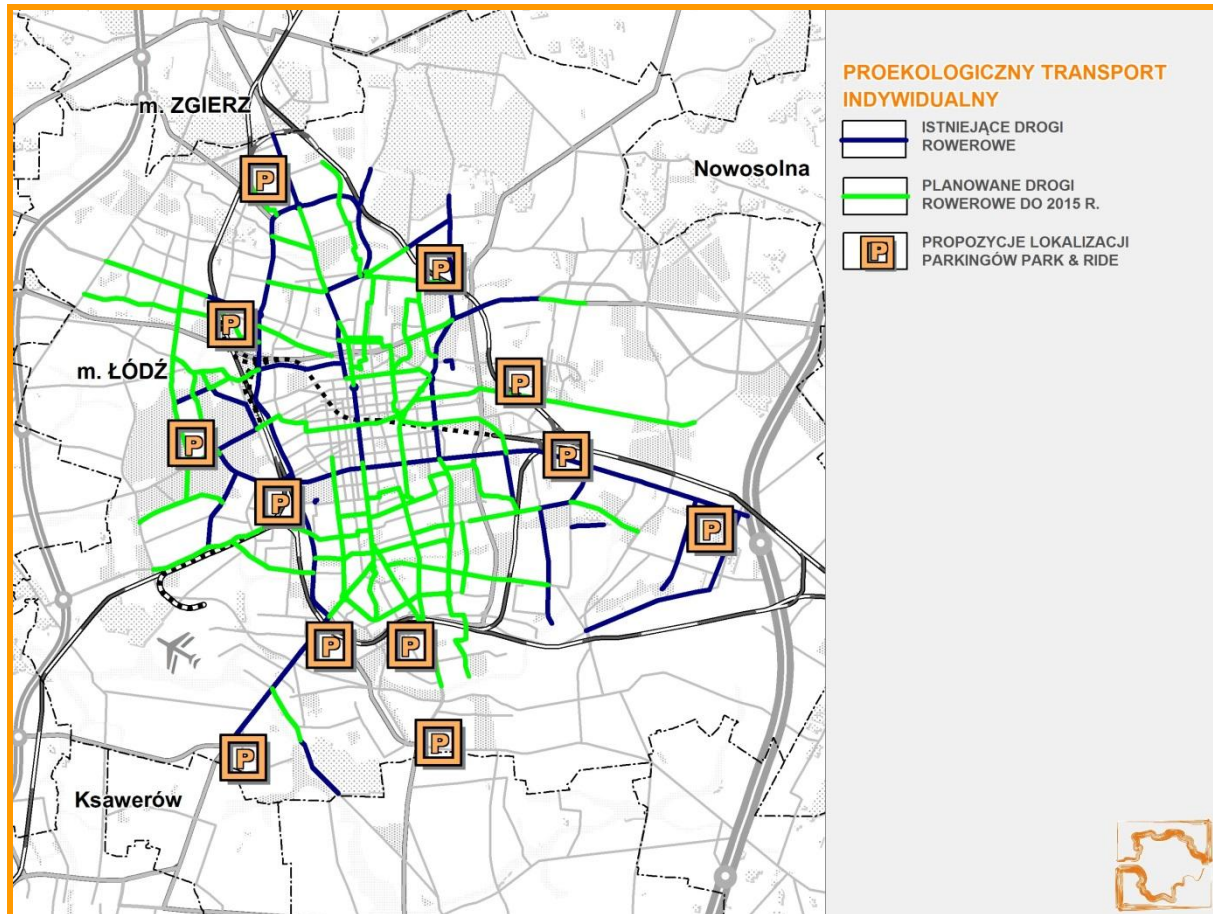 m. ZGIERZ
Nowosolna
m. ŁÓDŹ
Ksawerów
P
P
P
P
P
P
P
P
P
P
P
P
PROEKOLOGICZNY TRANSPORT
INDYWIDUALNY
ISTNIEJĄCE DROGI
ROWEROWE
PLANOWANE DROGI
ROWEROWE DO 2015 R.
P
PROPOZYCJE LOKALIZACJI
PARKINGÓW PARK & RIDE